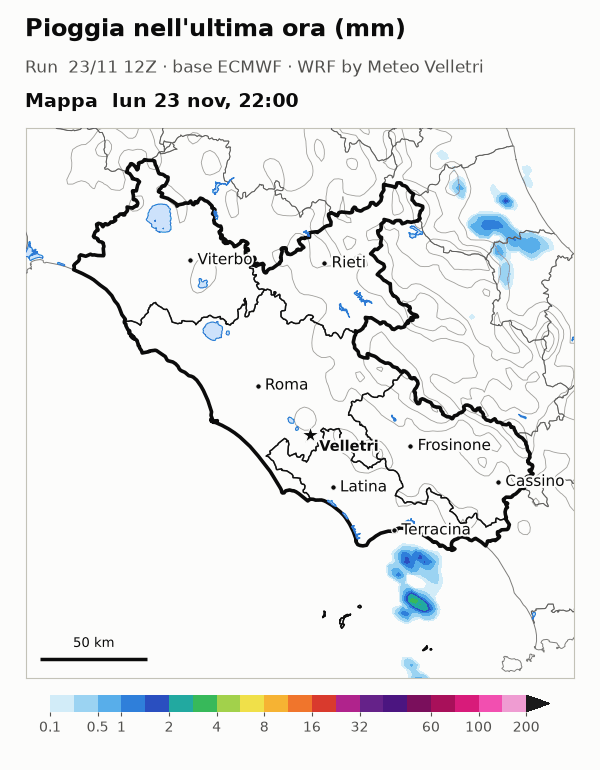 Pioggia nell'ultima ora (mm)
Run  23/11 12Z · base ECMWF · WRF by Meteo Velletri
Mappa  lun 23 nov, 22:00
Viterbo
Rieti
Roma
Velletri
Frosinone
Cassino
Latina
Terracina
50 km
0.1 0.5 1 2 4 8 16 32 60 100 200